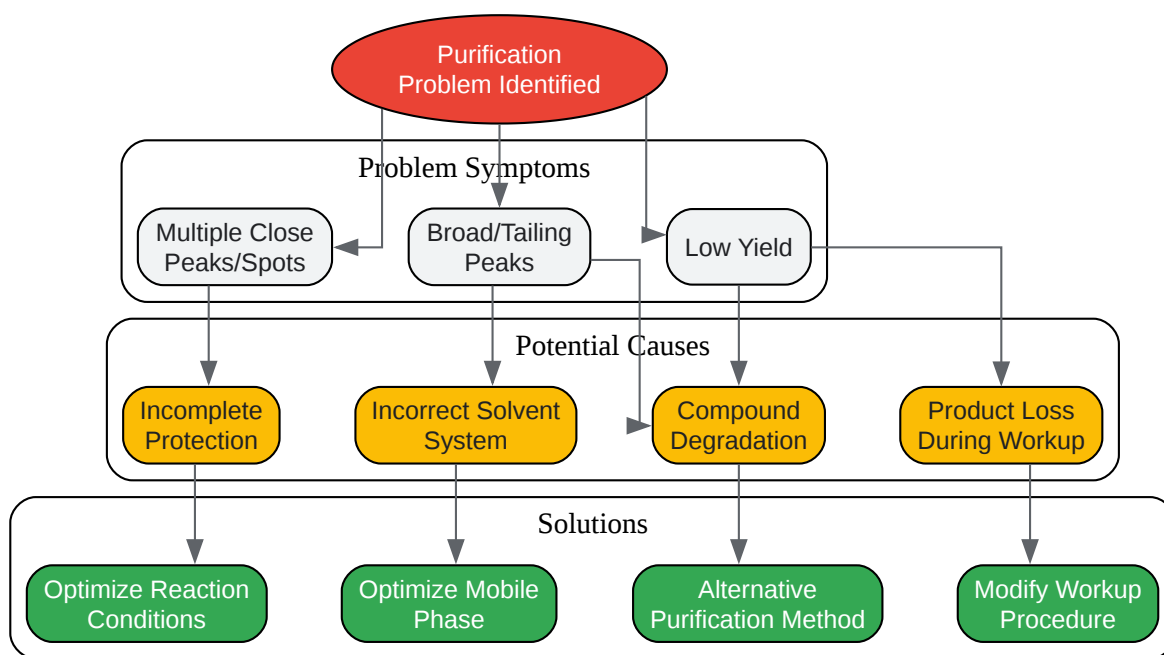 Purification
Problem Identified
Problem Symptoms
Multiple Close
Peaks/Spots
Broad/Tailing
Peaks
Low Yield
Potential Causes
Incomplete
Protection
Incorrect Solvent
System
Compound
Degradation
Product Loss
During Workup
Solutions
Optimize Reaction
Conditions
Optimize Mobile
Phase
Alternative
Purification Method
Modify Workup
Procedure